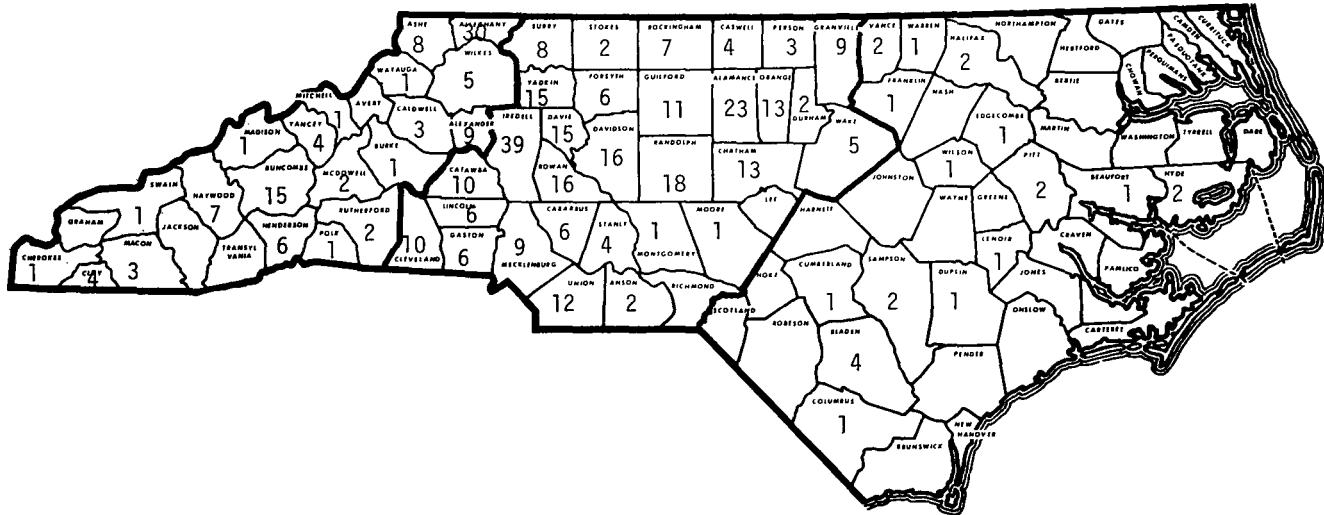 ASHE
8
ALLEGHANY
30
SURRY
8
STOKES
2
ROCKINGHAM
7
CASWELL
4
PERSON
3
GRANVILLE
9
VANCE
2
WARREN
1
NORTHAMPTON
GATES
CAMDEN
CURRITUCK
PASQUOTANK
PERQUIMANS
CHOWAN
HERTFORD
HALIFAX
2
BERTIE
WATAUGA
1
WILKES
5
YADKIN
15
FORSYTH
6
GUILFORD
11
ALAMANCE
23
ORANGE
13
2
DURHAM
FRANKLIN
1
NASH
EDGECOMBE
1
MARTIN
WASHINGTON
TYRRELL
DARE
MITCHELL
1
AVERY
CALDWELL
3
ALEXANDER
9
IREDELL
39
DAVIE
15
DAVIDSON
16
RANDOLPH
18
CHATHAM
13
WAKE
5
WILSON
1
PITT
2
BEAUFORT
1
HYDE
2
MADISON
1
YANCEY
4
BURKE
1
CATAWBA
10
ROWAN
16
JOHNSTON
WAYNE
GREENE
SWAIN
1
HAYWOOD
7
BUNCOMBE
15
MCDOWELL
2
RUTHERFORD
2
LINCOLN
6
CABARRUS
6
STANLY
4
1
MONTGOMERY
MOORE
1
LEE
HARNETT
LENOIR
1
CRAVEN
PAMLICO
JONES
GRAHAM
CHEROKEE
1
CLAY
4
MACON
3
JACKSON
TRANSYL
VANIA
HENDERSON
6
POLK
1
10
CLEVELAND
GASTON
6
9
MECKLENBURG
UNION
12
ANSON
2
RICHMOND
HOKE
SCOTLAND
CUMBERLAND
1
SAMPSON
2
DUPLIN
1
ONSLOW
CARTERET
ROBESON
BLADEN
4
PENDER
COLUMBUS
1
BRUNSWICK
NEW
HANOVER